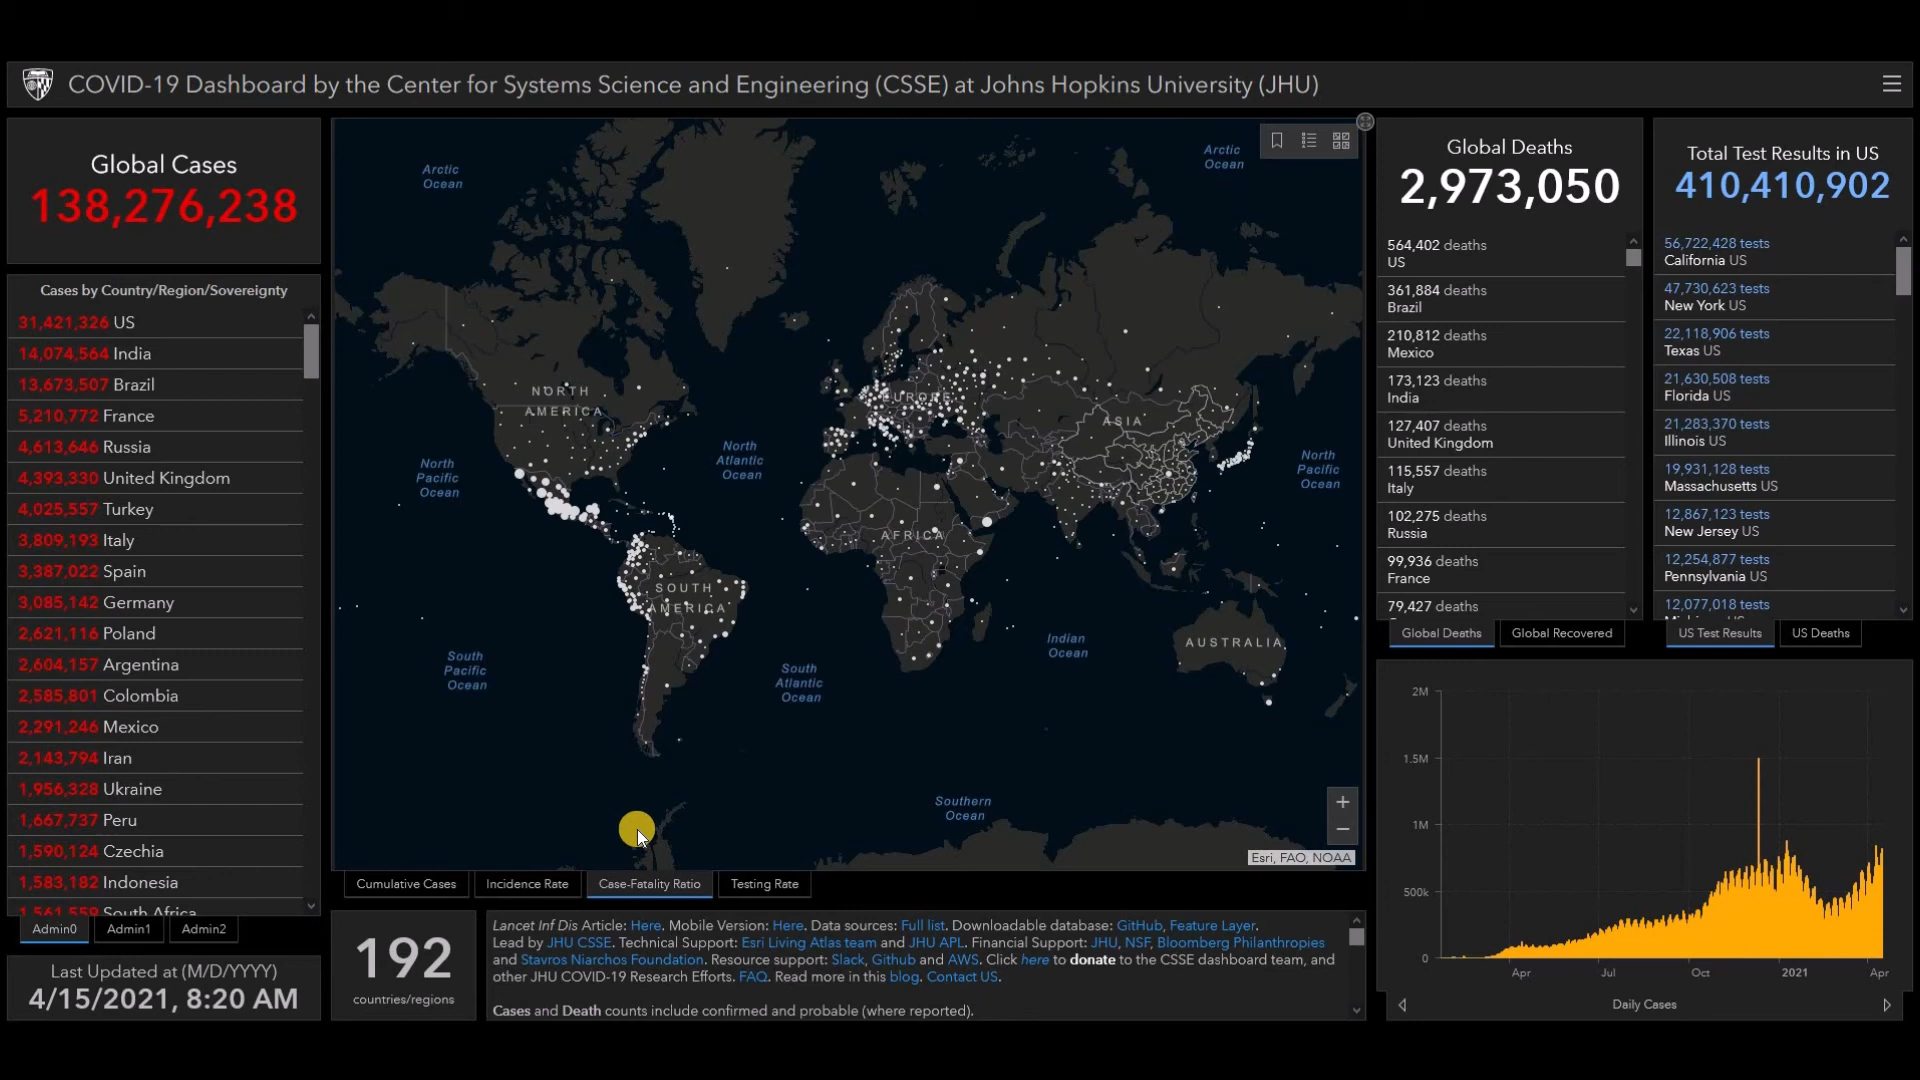 COVID-19 Dashboard by the Center for Systems Science and Engineering (CSSE) at Johns Hopkins University (JHU)
Global Cases
138,276,238
Cases by Country/Region/Sovereignty
31,421,326 US
14,074,564 India
13,673,507 Brazil
5,210,772 France
4,613,646 Russia
4,393,330 United Kingdom
4,025,557 Turkey
3,809,193 Italy
3,387,022 Spain
3,085,142 Germany
2,621,116 Poland
2,604,157 Argentina
2,585,801 Colombia
2,291,246 Mexico
2,143,794 Iran
1,956,328 Ukraine
1,667,737 Peru
1,590,124 Czechia
1,583,182 Indonesia
1,561,559 South Africa
Admin0
Admin1
Admin2
Last Updated at (M/D/YYYY)
4/15/2021, 8:20 AM
Arctic
Ocean
Arctic
Ocean
NORTH
AMERICA
EUROPE
ASIA
North
Pacific
Ocean
North
Atlantic
Ocean
North
Pacific
Ocean
AFRICA
SOUTH
AMERICA
AUSTRALIA
Indian
Ocean
South
Pacific
Ocean
South
Atlantic
Ocean
Southern
Ocean
Esri, FAO, NOAA
Cumulative Cases
Incidence Rate
Case-Fatality Ratio
Testing Rate
192
countries/regions
Lancet Inf Dis Article: Here. Mobile Version: Here. Data sources: Full list. Downloadable database: GitHub, Feature Layer.
Lead by JHU CSSE. Technical Support: Esri Living Atlas team and JHU APL. Financial Support: JHU, NSF, Bloomberg Philanthropies
and Stavros Niarchos Foundation. Resource support: Slack, Github and AWS. Click here to donate to the CSSE dashboard team, and
other JHU COVID-19 Research Efforts. FAQ. Read more in this blog. Contact US.
Cases and Death counts include confirmed and probable (where reported).
Global Deaths
2,973,050
564,402 deaths
US
361,884 deaths
Brazil
210,812 deaths
Mexico
173,123 deaths
India
127,407 deaths
United Kingdom
115,557 deaths
Italy
102,275 deaths
Russia
99,936 deaths
France
79,427 deaths
Global Deaths
Global Recovered
Total Test Results in US
410,410,902
56,722,428 tests
California US
47,730,623 tests
New York US
22,118,906 tests
Texas US
21,630,508 tests
Florida US
21,283,370 tests
Illinois US
19,931,128 tests
Massachusetts US
12,867,123 tests
New Jersey US
12,254,877 tests
Pennsylvania US
12,077,018 tests
US Test Results
US Deaths
2M
1.5M
1M
500k
0
Apr
Jul
Oct
2021
Apr
Daily Cases